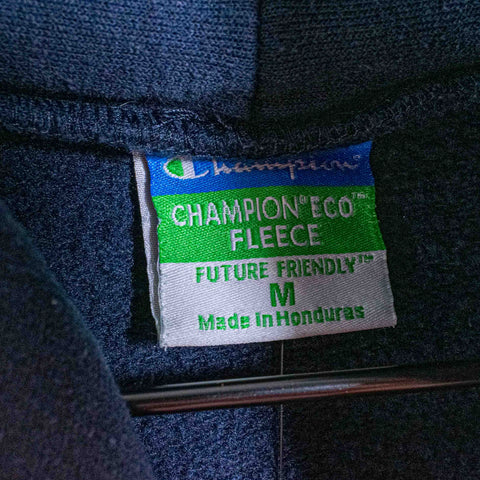 Champion®
CHAMPION® ECO™
FLEECE
FUTURE FRIENDLY™
M
Made In Honduras